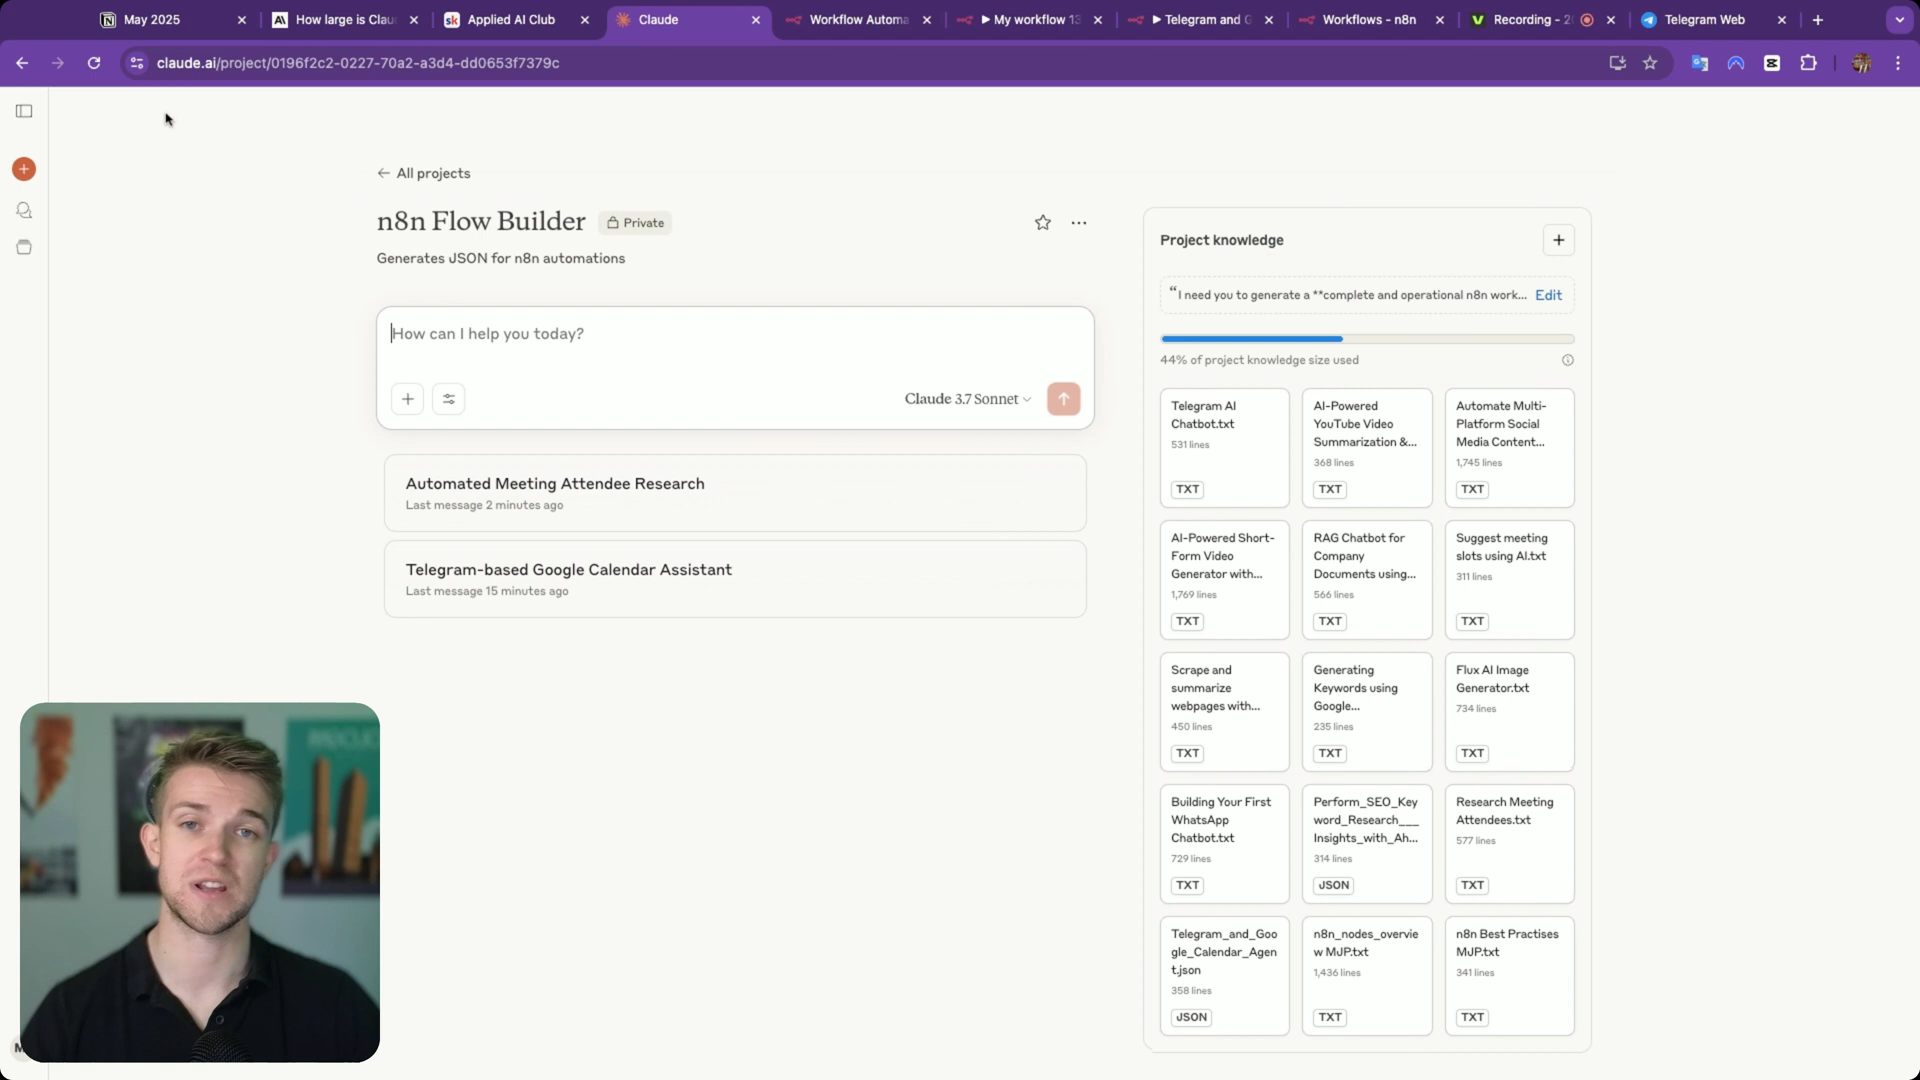 May 2025
How large is Clau
Applied AI Club
Claude
Workflow Automa
My workflow 13
Telegram and G
Workflows - n8n
Recording - 2
Telegram Web
claude.ai/project/0196f2c2-0227-70a2-a3d4-dd0653f7379c
All projects
n8n Flow Builder
Private
Generates JSON for n8n automations
How can I help you today?
Claude 3.7 Sonnet
Automated Meeting Attendee Research
Last message 2 minutes ago
Telegram-based Google Calendar Assistant
Last message 15 minutes ago
Project knowledge
“I need you to generate a **complete and operational n8n work...
Edit
44% of project knowledge size used
Telegram AI
Chatbot.txt
531 lines
TXT
AI-Powered
YouTube Video
Summarization &...
368 lines
TXT
Automate Multi-
Platform Social
Media Content...
1,745 lines
TXT
AI-Powered Short-
Form Video
Generator with...
1,769 lines
TXT
RAG Chatbot for
Company
Documents using...
566 lines
TXT
Suggest meeting
slots using AI.txt
311 lines
TXT
Scrape and
summarize
webpages with...
450 lines
TXT
Generating
Keywords using
Google...
235 lines
TXT
Flux AI Image
Generator.txt
734 lines
TXT
Building Your First
WhatsApp
Chatbot.txt
729 lines
TXT
Perform_SEO_Key
word_Research___
Insights_with_Ah...
314 lines
JSON
Research Meeting
Attendees.txt
577 lines
TXT
Telegram_and_Goo
gle_Calendar_Agen
t.json
358 lines
JSON
n8n_nodes_overvie
w MJP.txt
1,436 lines
TXT
n8n Best Practises
MJP.txt
341 lines
TXT